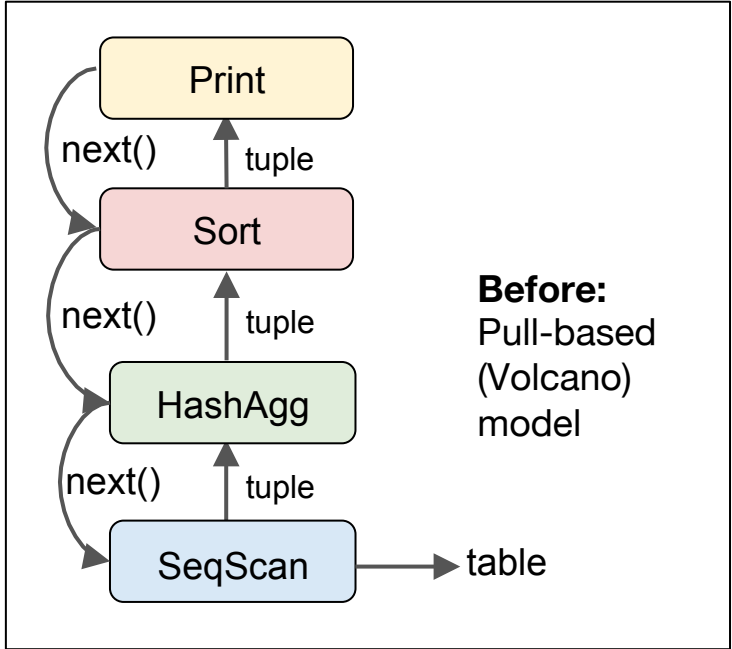 Print
next()
tuple
Sort
next()
tuple
Before:
Pull-based
(Volcano)
model
HashAgg
next()
tuple
SeqScan
table